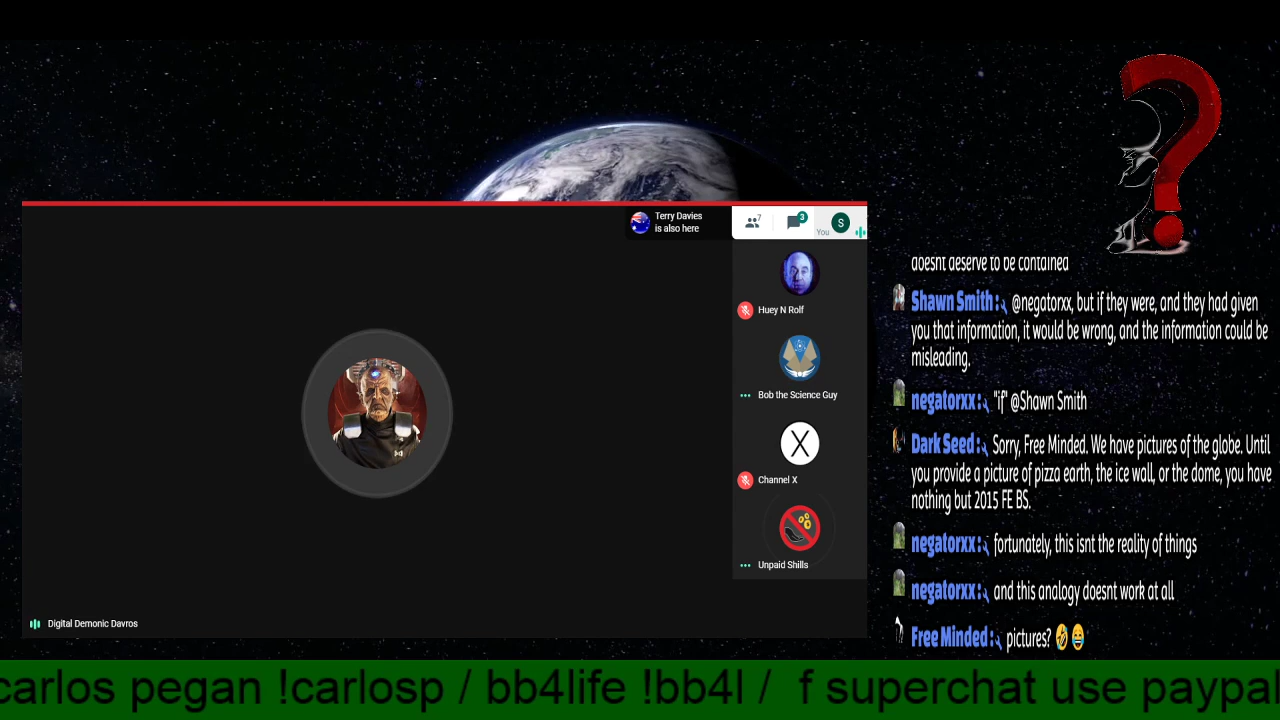 Terry Davies
is also here
7
3
You
S
Huey N Rolf
Bob the Science Guy
X
Channel X
Unpaid Shills
Digital Demonic Davros
doesnt deserve to be contained
Shawn Smith: @negatorxx, but if they were, and they had given
you that information, it would be wrong, and the information could be
misleading.
negatorxx: "if" @Shawn Smith
Dark Seed: Sorry, Free Minded. We have pictures of the globe. Until
you provide a picture of pizza earth, the ice wall, or the dome, you have
nothing but 2015 FE BS.
negatorxx: fortunately, this isnt the reality of things
negatorxx: and this analogy doesnt work at all
Free Minded: pictures? 🤣😂
carlos pegan !carlosp / bb4life !bb4l / f superchat use paypal